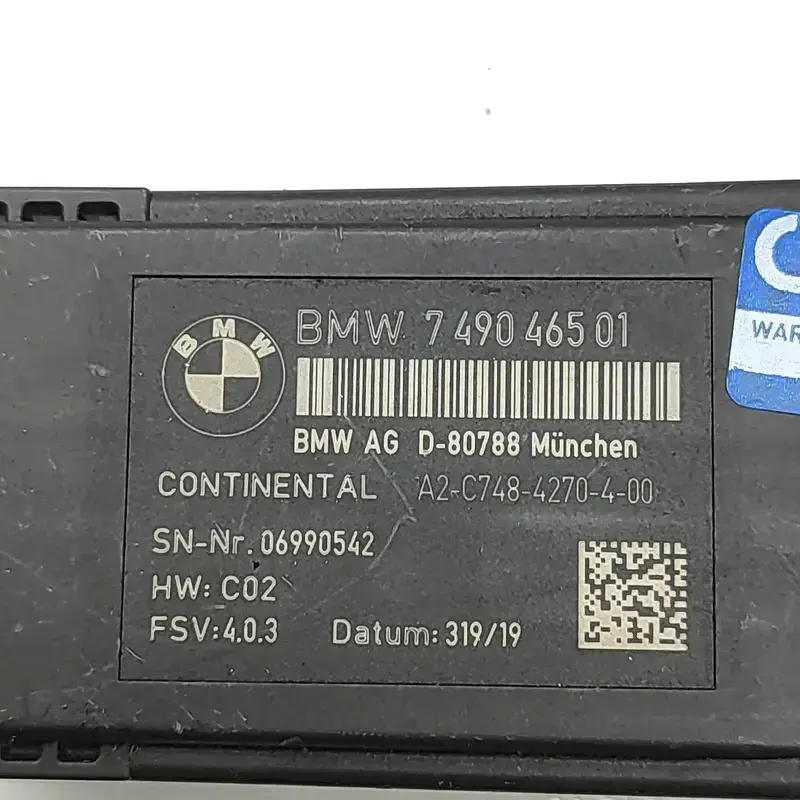 BMW
BMW 7 490 465 01
BMW AG D-80788 München
CONTINENTAL A2-C748-4270-4-00
SN-Nr. 06990542
HW: C02
FSV:4.0.3 Datum: 319/19